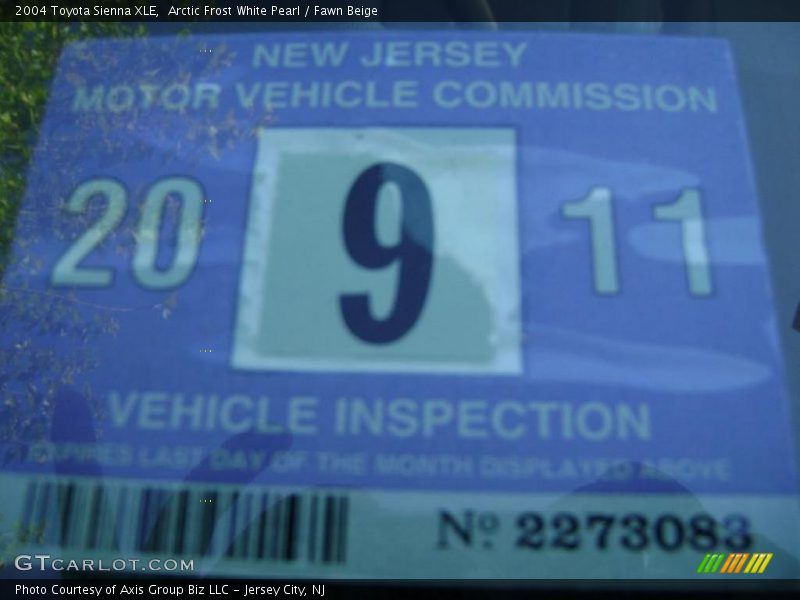 2004 Toyota Sienna XLE,  Arctic Frost White Pearl / Fawn Beige
NEW JERSEY
MOTOR VEHICLE COMMISSION
20 9 11
VEHICLE INSPECTION
EXPIRES LAST DAY OF THE MONTH DISPLAYED ABOVE
Nº 2273083
GTCARLOT.COM
Photo Courtesy of Axis Group Biz LLC – Jersey City, NJ